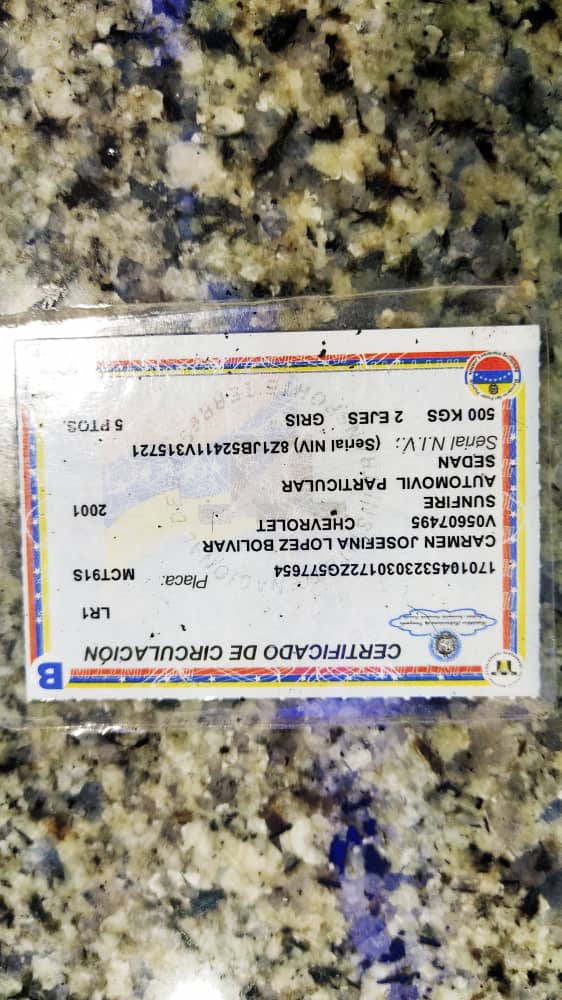 B
CERTIFICADO DE CIRCULACIÓN
LR1
1701045323030172ZG577654 Placa: MCT91S
CARMEN JOSEFINA LOPEZ BOLIVAR
V05607495 CHEVROLET
SUNFIRE 2001
AUTOMOVIL PARTICULAR
SEDAN
Serial N.I.V.: (Serial NIV) 8Z1JB52411V315721
500 KGS 2 EJES GRIS 5 PTOS.